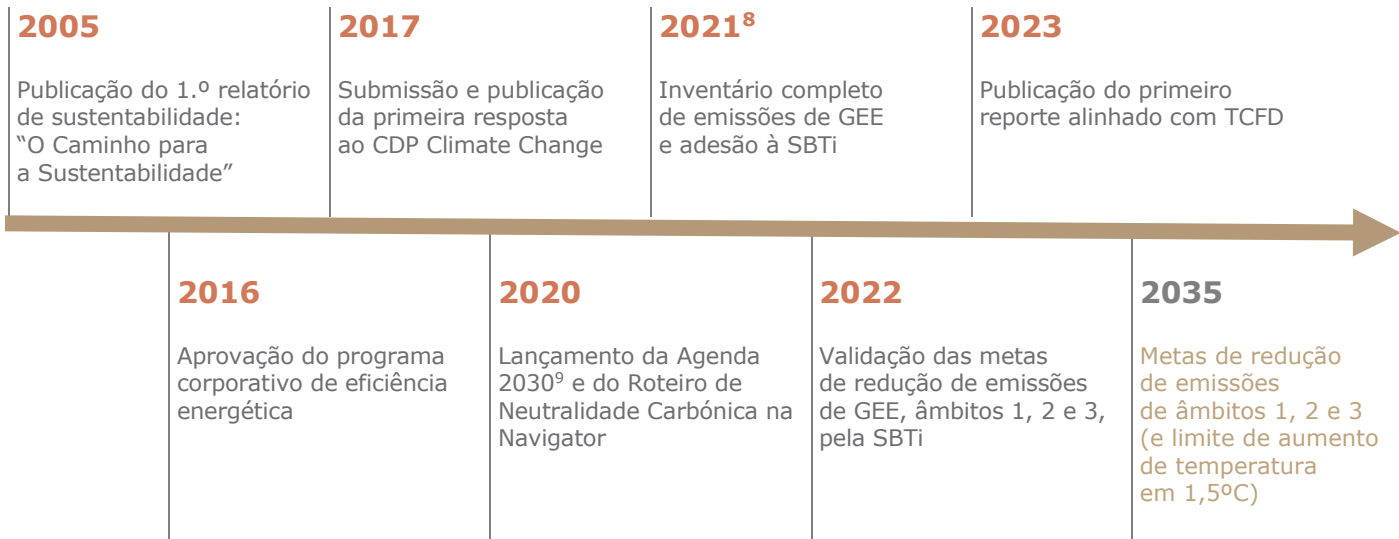 2005
Publicação do 1.º relatório
de sustentabilidade:
“O Caminho para
a Sustentabilidade”
2017
Submissão e publicação
da primeira resposta
ao CDP Climate Change
2021⁸
Inventário completo
de emissões de GEE
e adesão à SBTi
2023
Publicação do primeiro
reporte alinhado com TCFD
2016
Aprovação do programa
corporativo de eficiência
energética
2020
Lançamento da Agenda
2030⁹ e do Roteiro de
Neutralidade Carbónica na
Navigator
2022
Validação das metas
de redução de emissões
de GEE, âmbitos 1, 2 e 3,
pela SBTi
2035
Metas de redução
de emissões
de âmbitos 1, 2 e 3
(e limite de aumento
de temperatura
em 1,5ºC)